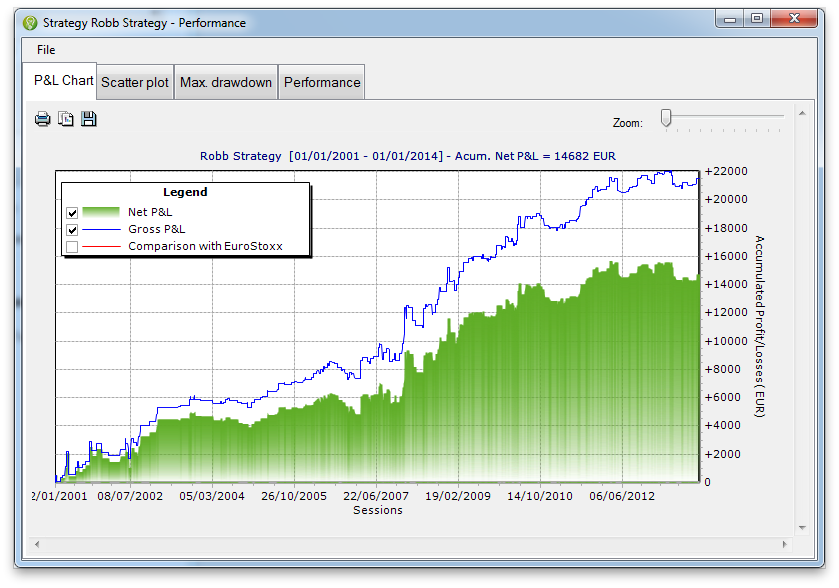 Strategy Robb Strategy - Performance
File
P&L Chart
Scatter plot
Max. drawdown
Performance
Zoom:
Robb Strategy [01/01/2001 - 01/01/2014] - Acum. Net P&L = 14682 EUR
Legend
Net P&L
Gross P&L
Comparison with EuroStoxx
+22000
+20000
+18000
+16000
+14000
+12000
+10000
+8000
+6000
+4000
+2000
0
Accumulated Profit/Losses ( EUR)
2/01/2001 08/07/2002 05/03/2004 26/10/2005 22/06/2007 19/02/2009 14/10/2010 06/06/2012
Sessions